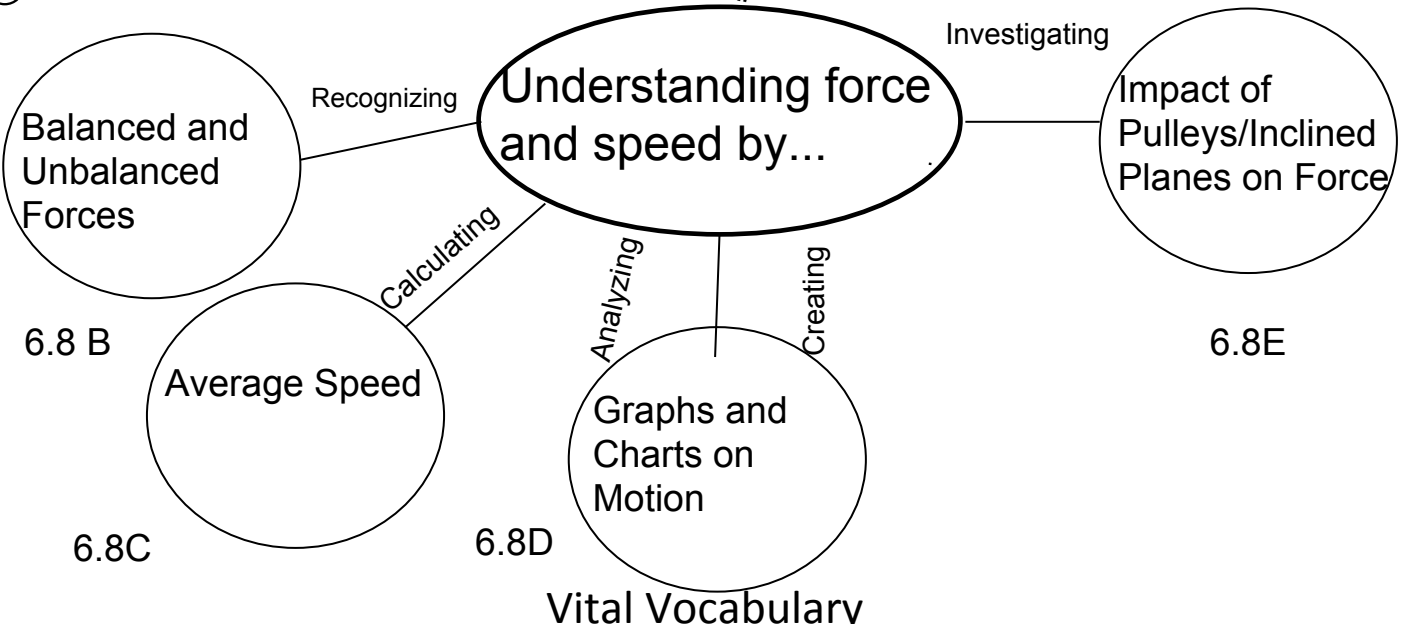 Investigating
Understanding force
and speed by...
Recognizing
Impact of
Pulleys/Inclined
Planes on Force
Balanced and
Unbalanced
Forces
Calculating
Analyzing
Creating
6.8 B
6.8E
Average Speed
Graphs and
Charts on
Motion
6.8C
6.8D
Vital Vocabulary